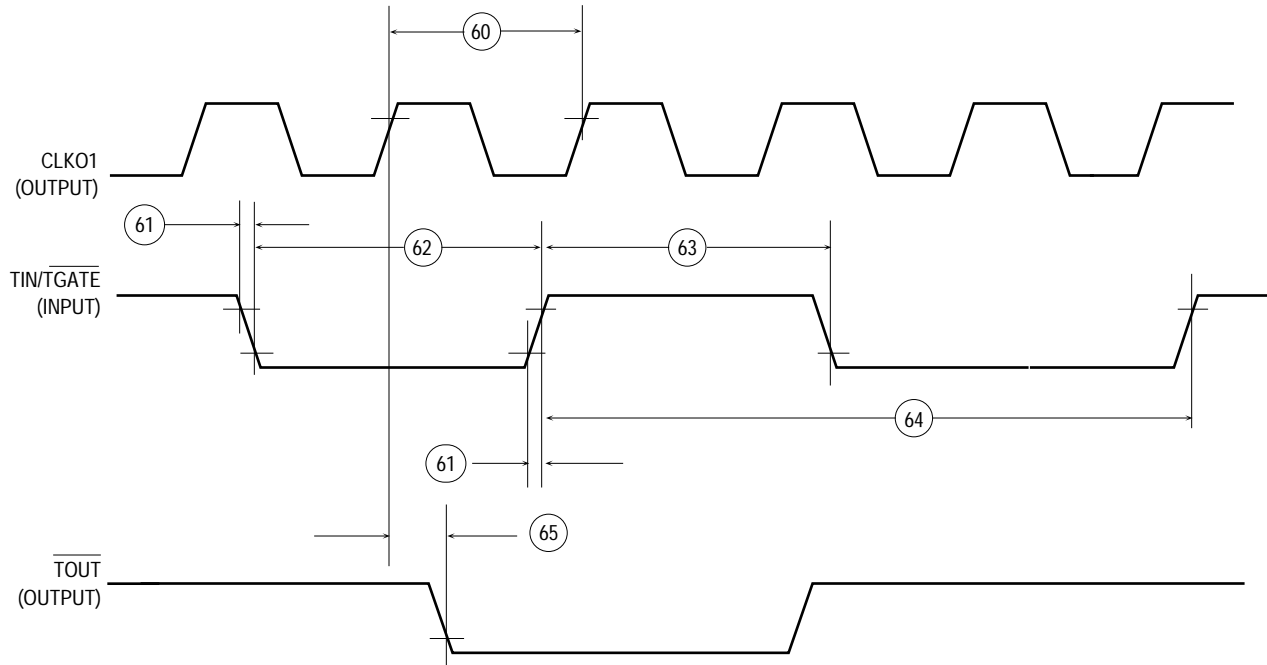 60
CLKO1
(OUTPUT)
61
62
63
TIN/TGATE
(INPUT)
64
61
65
TOUT
(OUTPUT)